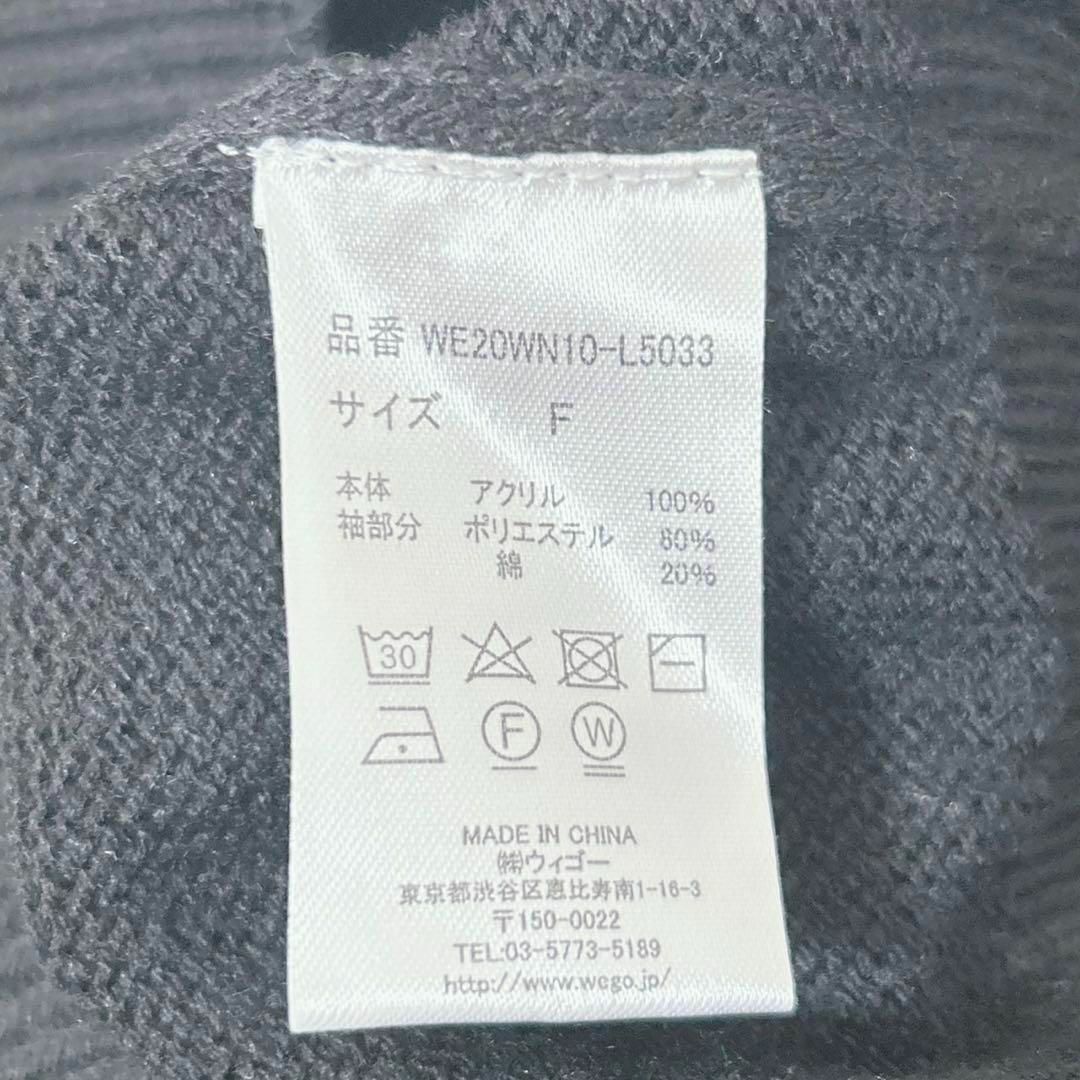 品番 WE20WN10-L5033
サイズ F
本体 アクリル 100%
袖部分 ポリエステル 80%
綿 20%
30
F W
MADE IN CHINA
㈱ウィゴー
東京都渋谷区恵比寿南1-16-3
〒150-0022
TEL:03-5773-5189
http://www.wego.jp/